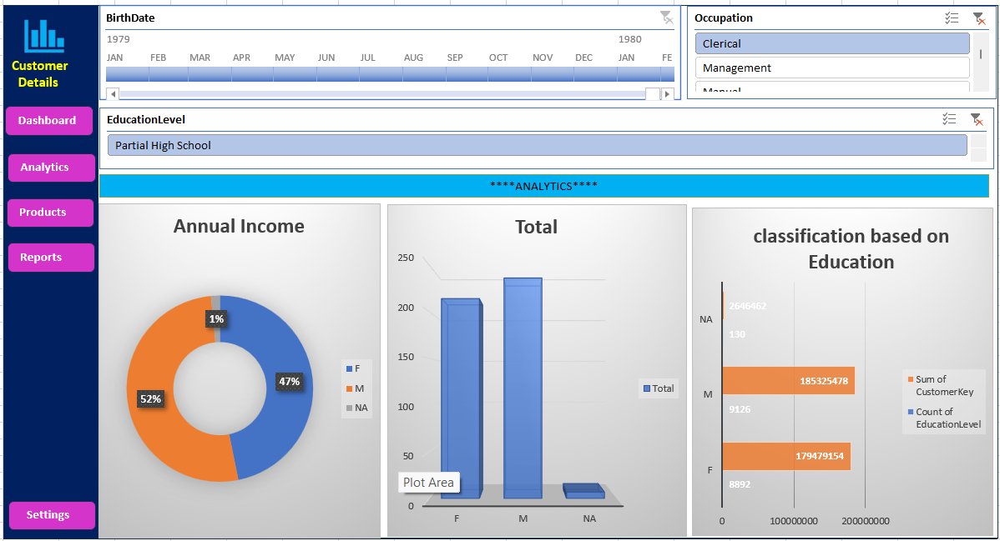 Customer
Details
Dashboard
Analytics
Products
Reports
Settings
BirthDate
1979 1980
JAN FEB MAR APR MAY JUN JUL AUG SEP OCT NOV DEC JAN FE
Occupation
Clerical
Management
Manual
EducationLevel
Partial High School
****ANALYTICS****
Annual Income
1%
47%
52%
F
M
NA
Total
250
200
150
100
50
0
Plot Area
F M NA
Total
classification based on
Education
NA
2646462
130
M
185325478
9126
F
179479154
8892
0 100000000 200000000
Sum of
CustomerKey
Count of
EducationLevel